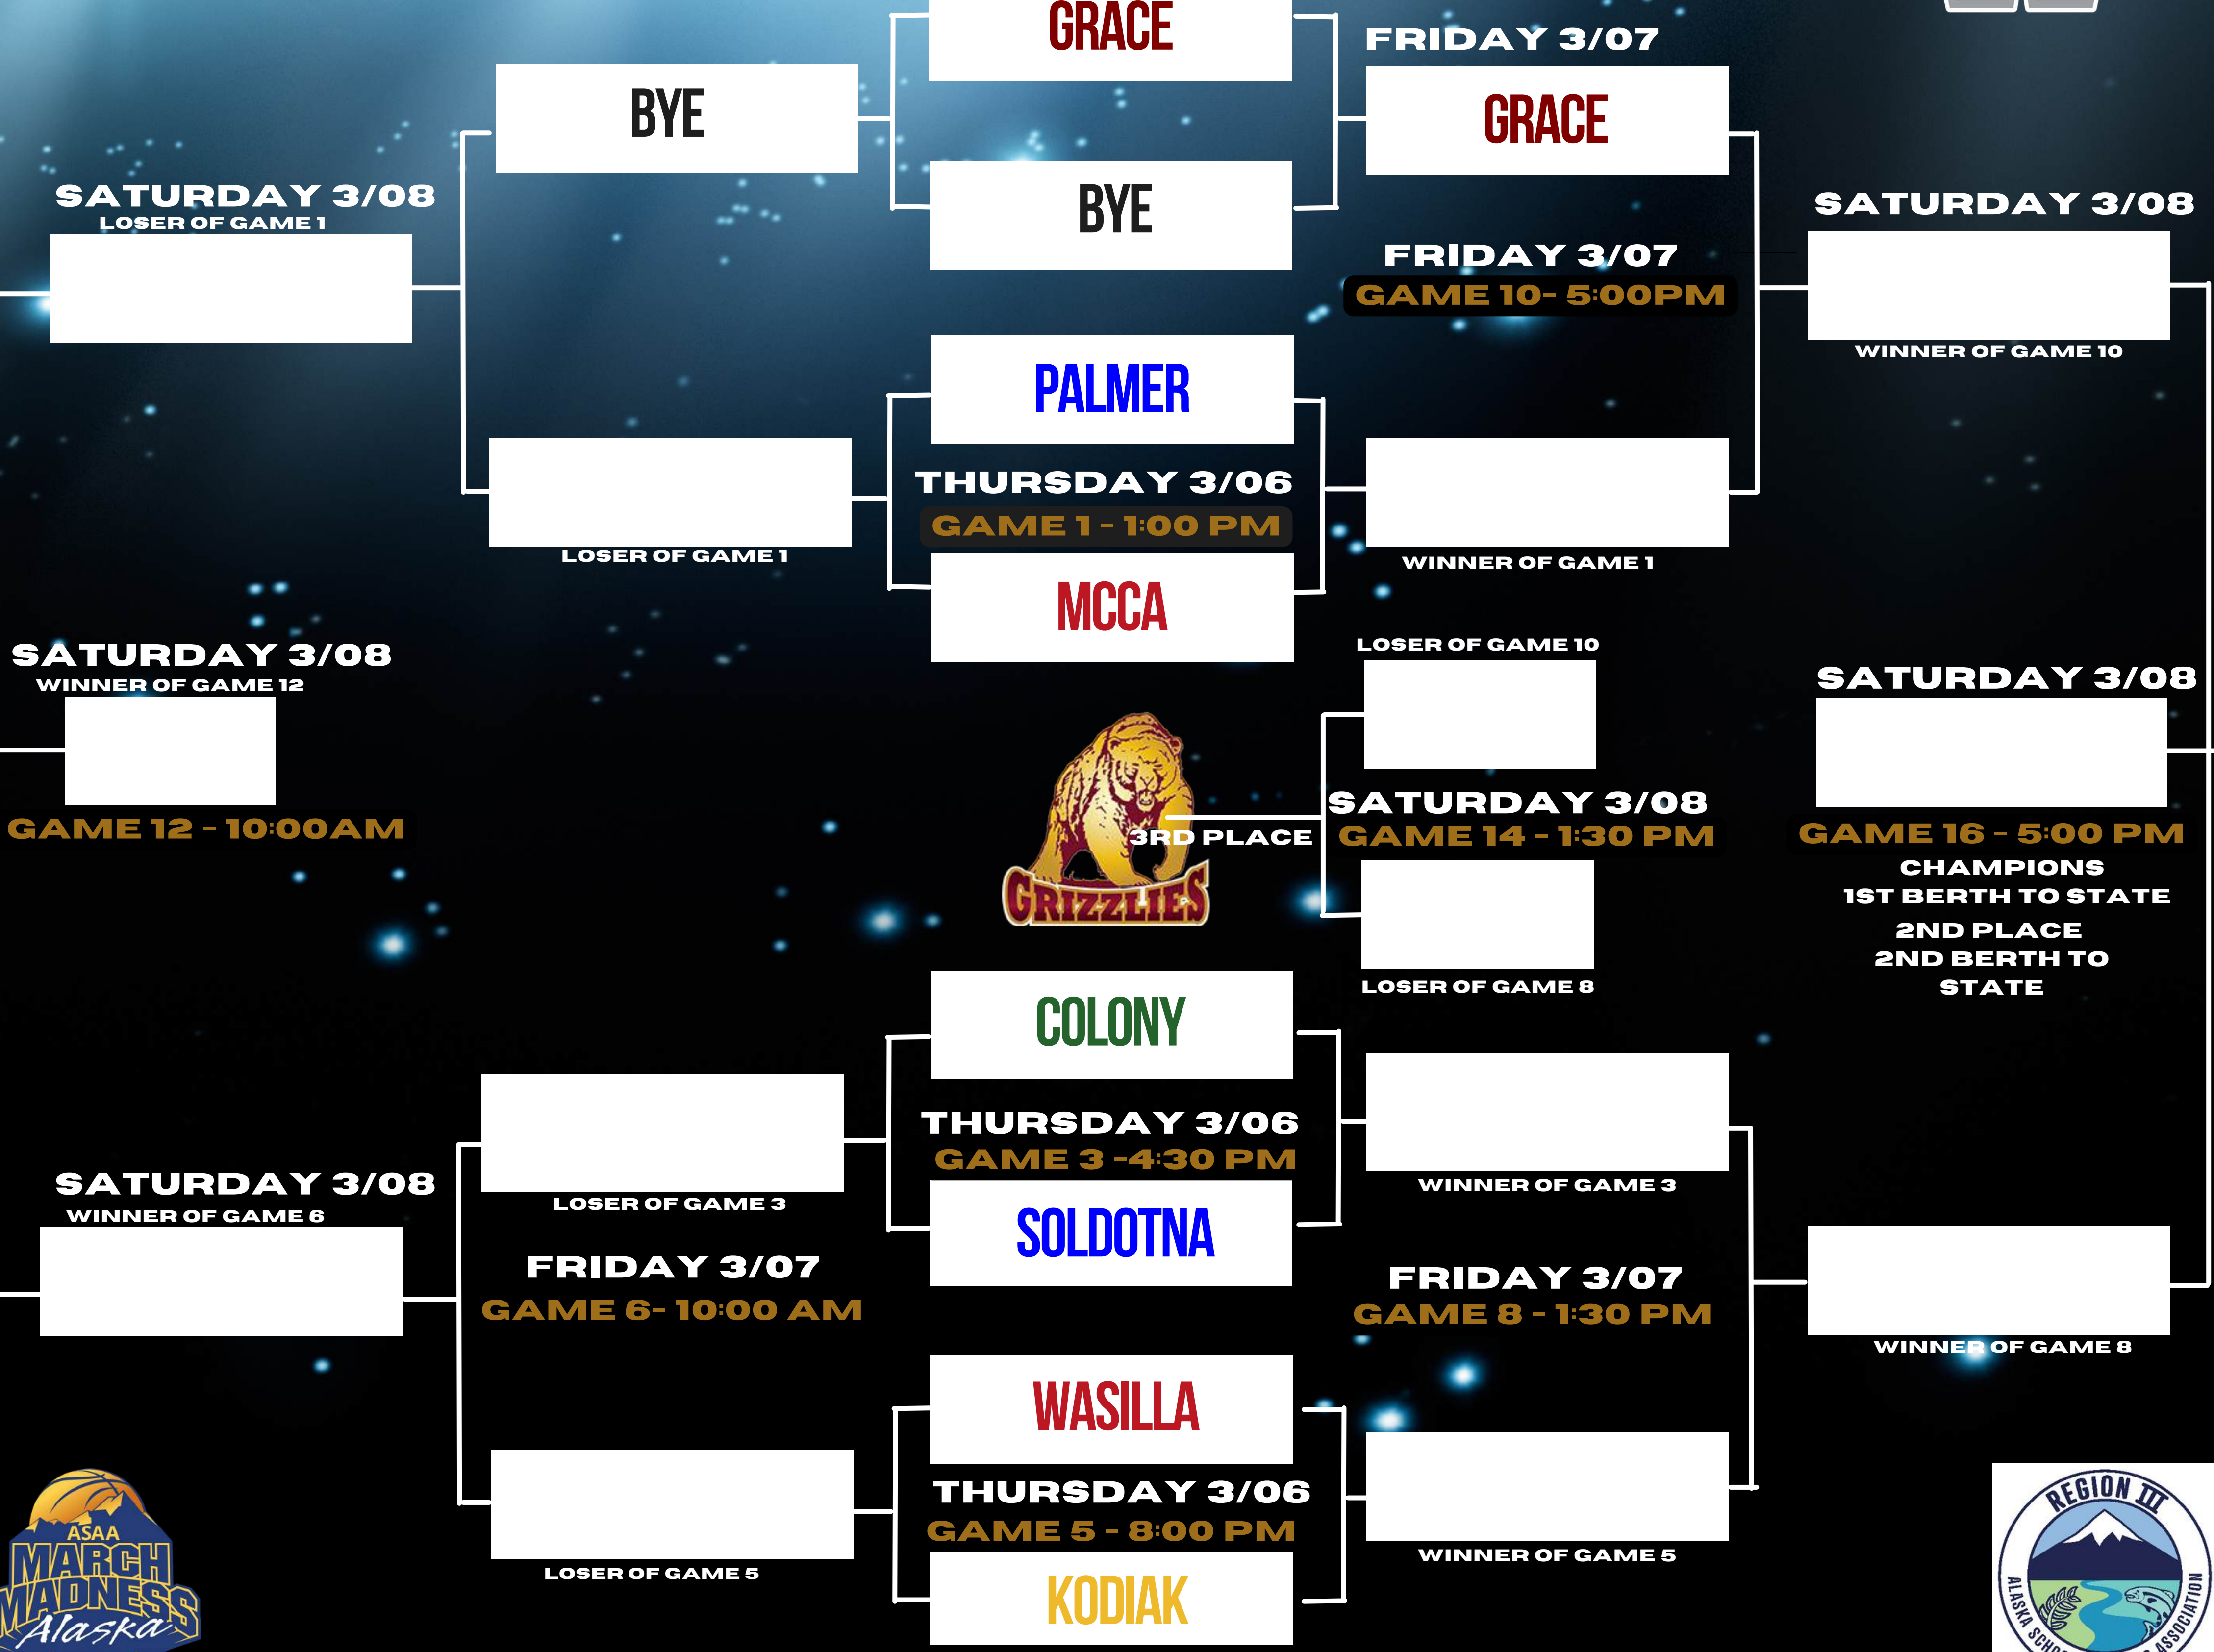 GRACE
FRIDAY 3/07
BYE
GRACE
SATURDAY 3/08
LOSER OF GAME 1
BYE
SATURDAY 3/08
FRIDAY 3/07
GAME 10- 5:00PM
WINNER OF GAME 10
PALMER
THURSDAY 3/06
GAME 1 - 1:00 PM
LOSER OF GAME 1
WINNER OF GAME 1
MCCA
SATURDAY 3/08
WINNER OF GAME 12
LOSER OF GAME 10
SATURDAY 3/08
GAME 12 - 10:00AM
SATURDAY 3/08
3RD PLACE
GAME 14 - 1:30 PM
GAME 16 - 5:00 PM
CHAMPIONS
1ST BERTH TO STATE
GRIZZLIES
2ND PLACE
2ND BERTH TO
STATE
LOSER OF GAME 8
COLONY
THURSDAY 3/06
GAME 3 -4:30 PM
SATURDAY 3/08
WINNER OF GAME 6
LOSER OF GAME 3
WINNER OF GAME 3
SOLDOTNA
FRIDAY 3/07
GAME 6- 10:00 AM
FRIDAY 3/07
GAME 8 - 1:30 PM
WINNER OF GAME 8
WASILLA
THURSDAY 3/06
GAME 5 - 8:00 PM
LOSER OF GAME 5
WINNER OF GAME 5
KODIAK
ASAA
MARCH
MADNESS
Alaska
REGION III
ALASKA SCHO
ASSOCIATION